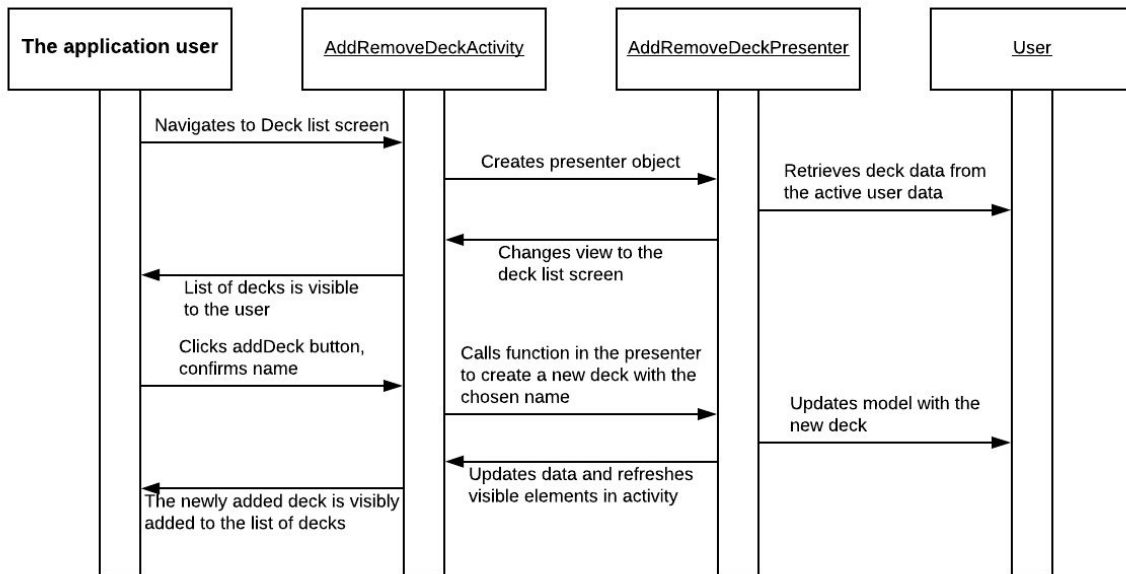 The application user
AddRemoveDeckActivity
AddRemoveDeckPresenter
User
Navigates to Deck list screen
Creates presenter object
Retrieves deck data from
the active user data
Changes view to the
deck list screen
List of decks is visible
to the user
Clicks addDeck button,
confirms name
Calls function in the presenter
to create a new deck with the
chosen name
Updates model with the
new deck
Updates data and refreshes
visible elements in activity
The newly added deck is visibly
added to the list of decks